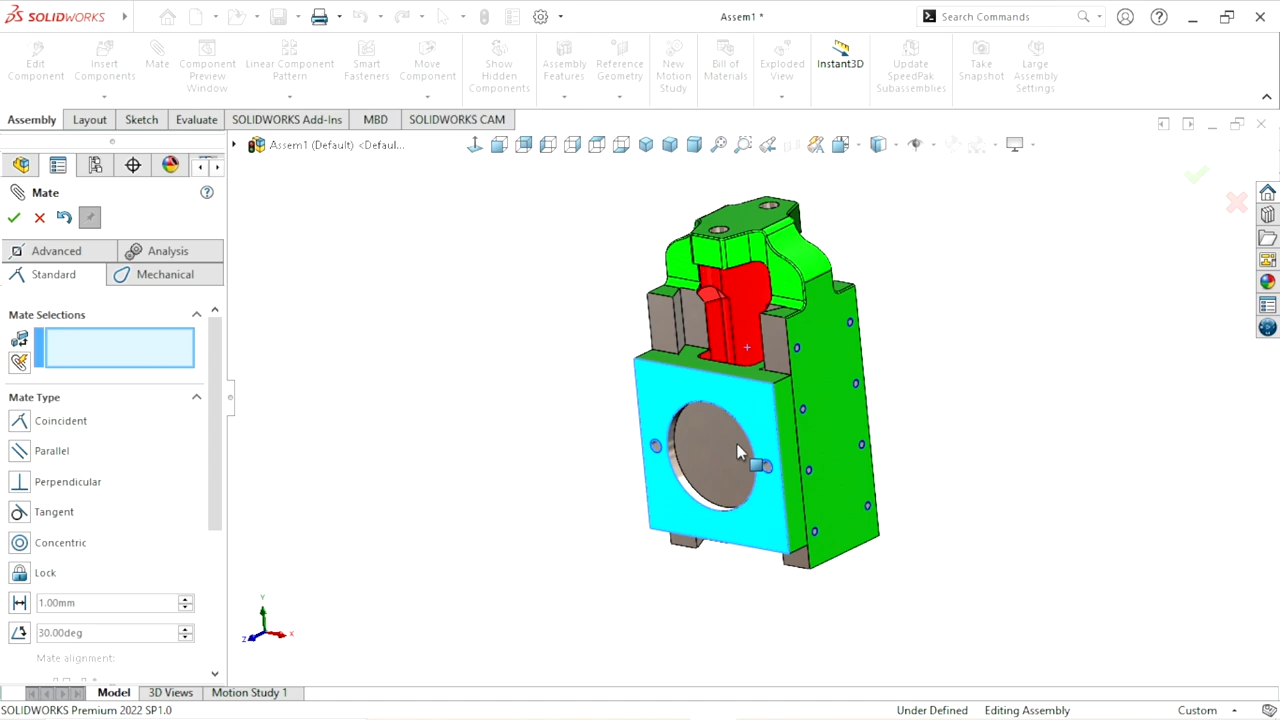 SOLIDWORKS
Assem1 *
Search Commands
Edit Component
Insert Components
Mate
Component Preview Window
Linear Component Pattern
Smart Fasteners
Move Component
Show Hidden Components
Assembly Features
Reference Geometry
New Motion Study
Bill of Materials
Exploded View
Instant3D
Update SpeedPak Subassemblies
Take Snapshot
Large Assembly Settings
Assembly
Layout
Sketch
Evaluate
SOLIDWORKS Add-Ins
MBD
SOLIDWORKS CAM
Assem1 (Default) <Defaul...
Mate
Advanced
Analysis
Standard
Mechanical
Mate Selections
Mate Type
Coincident
Parallel
Perpendicular
Tangent
Concentric
Lock
1.00mm
30.00deg
Mate alignment:
Y
Z
X
Model
3D Views
Motion Study 1
SOLIDWORKS Premium 2022 SP1.0
Under Defined
Editing Assembly
Custom